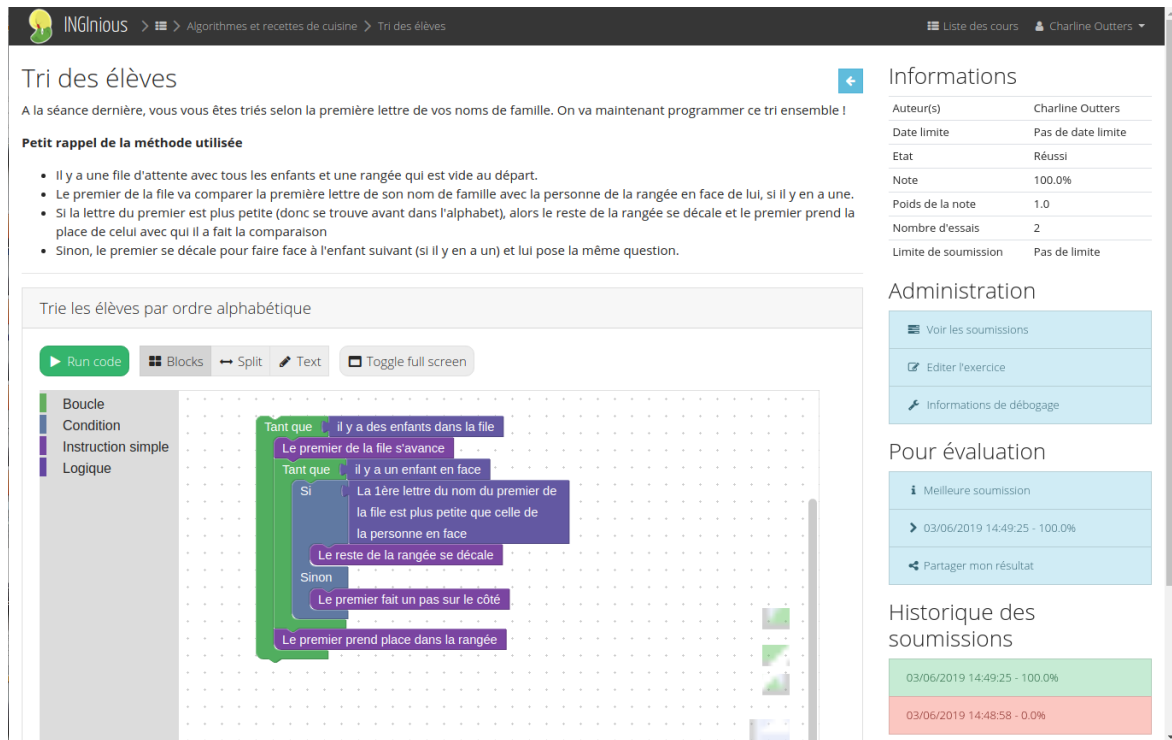 INGInious > > Algorithmes et recettes de cuisine > Tri des élèves
Liste des cours Charline Outters
Tri des élèves
A la séance dernière, vous vous êtes triés selon la première lettre de vos noms de famille. On va maintenant programmer ce tri ensemble !
Petit rappel de la méthode utilisée
• Il y a une file d'attente avec tous les enfants et une rangée qui est vide au départ.
• Le premier de la file va comparer la première lettre de son nom de famille avec la personne de la rangée en face de lui, si il y en a une.
• Si la lettre du premier est plus petite (donc se trouve avant dans l'alphabet), alors le reste de la rangée se décale et le premier prend la
place de celui avec qui il a fait la comparaison
• Sinon, le premier se décale pour faire face à l'enfant suivant (si il y en a un) et lui pose la même question.
Trie les élèves par ordre alphabétique
Run code Blocks Split Text Toggle full screen
Boucle
Condition
Instruction simple
Logique
Tant que il y a des enfants dans la file
Le premier de la file s'avance
Tant que il y a un enfant en face
Si La 1ère lettre du nom du premier de
la file est plus petite que celle de
la personne en face
Le reste de la rangée se décale
Sinon
Le premier fait un pas sur le côté
Le premier prend place dans la rangée
Informations
Auteur(s) Charline Outters
Date limite Pas de date limite
Etat Réussi
Note 100.0%
Poids de la note 1.0
Nombre d'essais 2
Limite de soumission Pas de limite
Administration
Voir les soumissions
Editer l'exercice
Informations de débogage
Pour évaluation
Meilleure soumission
03/06/2019 14:49:25 - 100.0%
Partager mon résultat
Historique des
soumissions
03/06/2019 14:49:25 - 100.0%
03/06/2019 14:48:58 - 0.0%